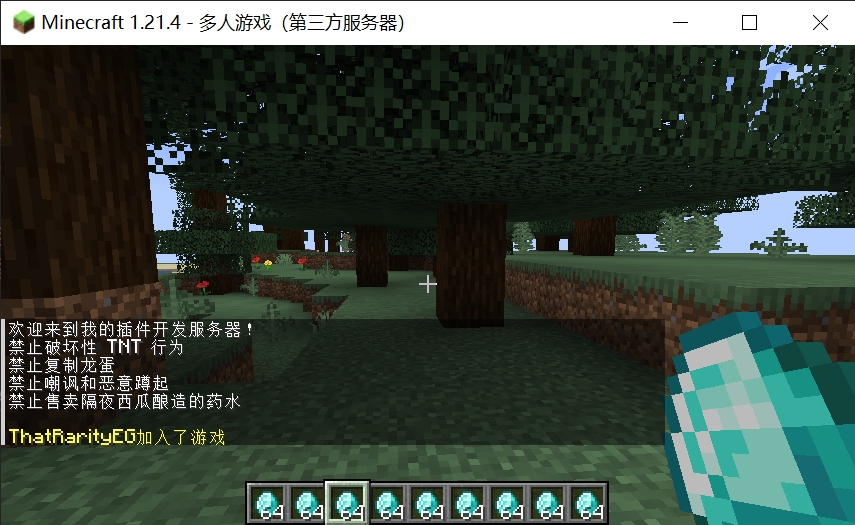 Minecraft 1.21.4 - 多人游戏（第三方服务器）
欢迎来到我的插件开发服务器！
禁止破坏性 TNT 行为
禁止复制龙蛋
禁止嘲讽和恶意蹲起
禁止售卖隔夜西瓜酿造的药水
ThatRarityEG加入了游戏
64 64 64 64 64 64 64 64 64